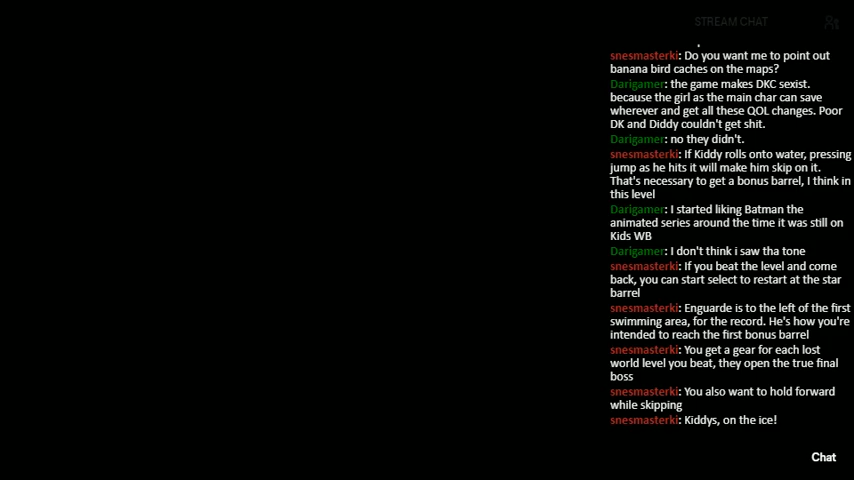 STREAM CHAT
snesmasterki: Do you want me to point out
banana bird caches on the maps?
Darigamer: the game makes DKC sexist.
because the girl as the main char can save
wherever and get all these QOL changes. Poor
DK and Diddy couldn't get shit.
Darigamer: no they didn't.
snesmasterki: If Kiddy rolls onto water, pressing
jump as he hits it will make him skip on it.
That's necessary to get a bonus barrel, I think in
this level
Darigamer: I started liking Batman the
animated series around the time it was still on
Kids WB
Darigamer: I don't think i saw tha tone
snesmasterki: If you beat the level and come
back, you can start select to restart at the star
barrel
snesmasterki: Enguarde is to the left of the first
swimming area, for the record. He's how you're
intended to reach the first bonus barrel
snesmasterki: You get a gear for each lost
world level you beat, they open the true final
boss
snesmasterki: You also want to hold forward
while skipping
snesmasterki: Kiddys, on the ice!
Chat